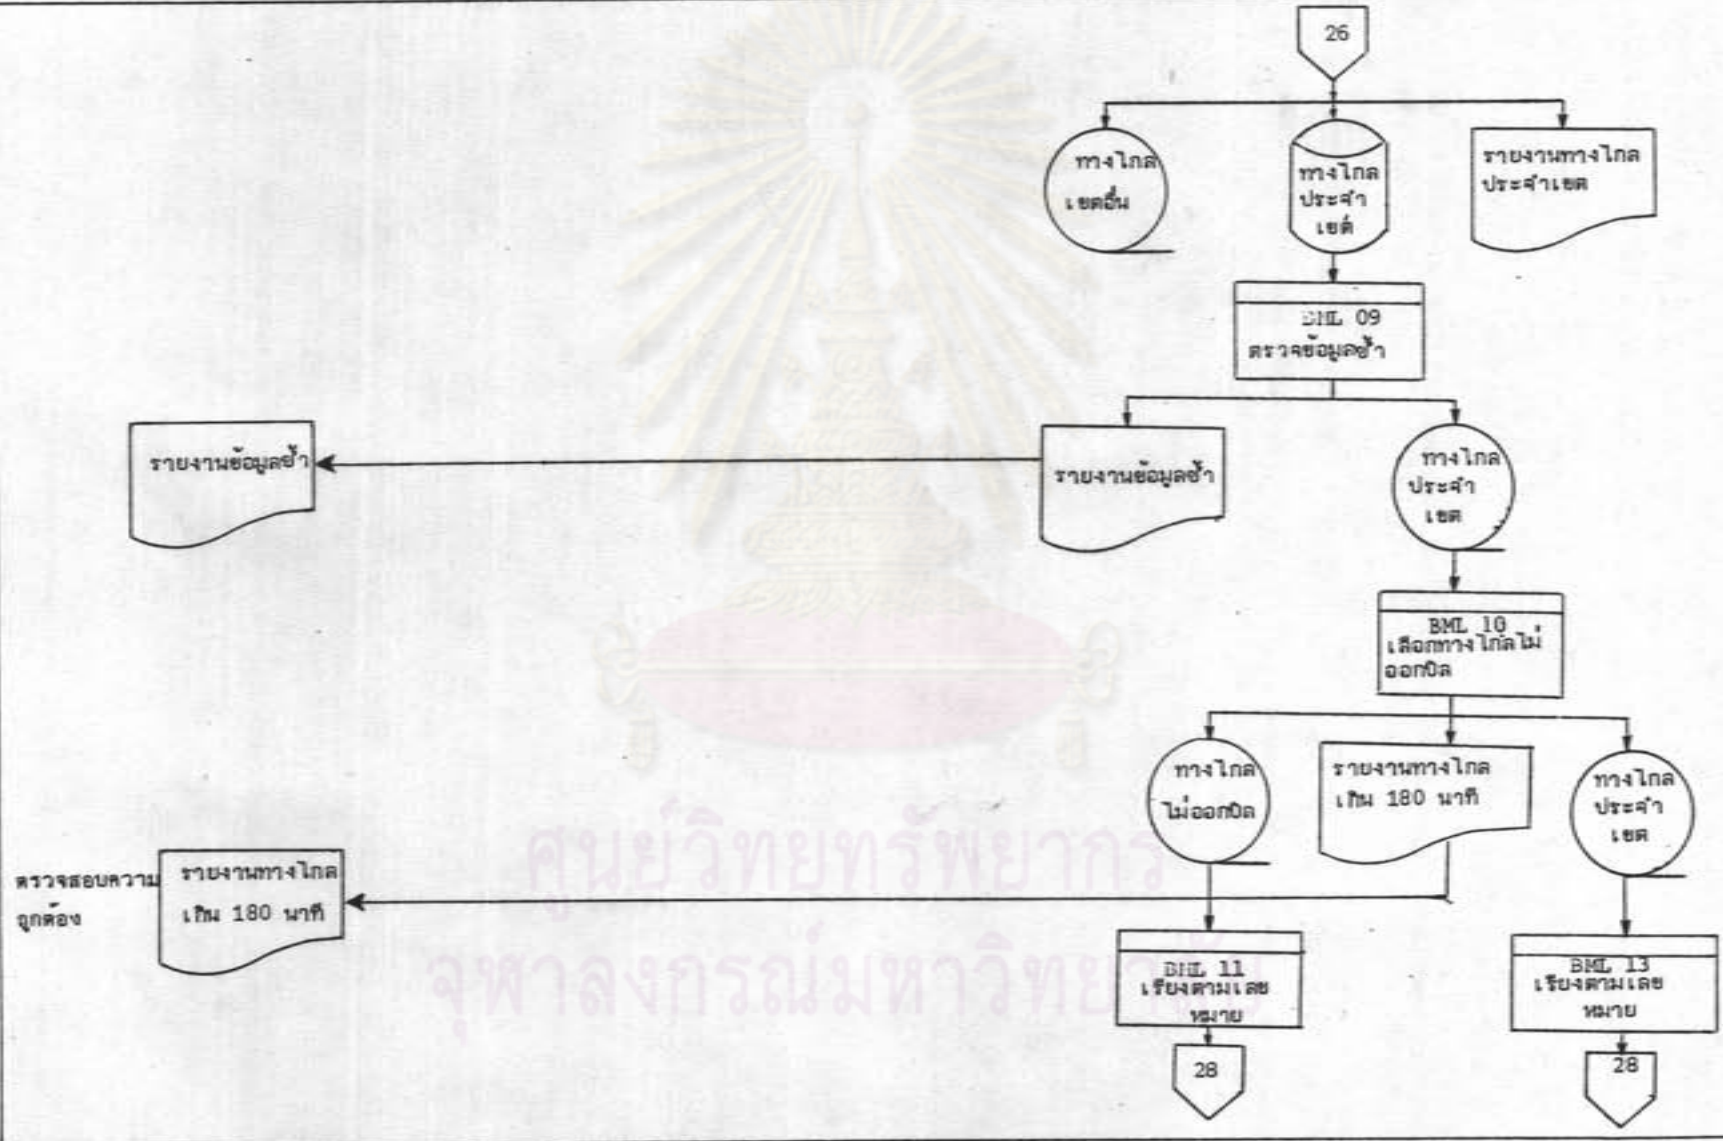 26
ทางไกล
เขตอื่น
ทางไกล
ประจำ
เขต
รายงานทางไกล
ประจำเขต
BML 09
ตรวจข้อมูลซ้ำ
รายงานข้อมูลซ้ำ
รายงานข้อมูลซ้ำ
ทางไกล
ประจำ
เขต
BML 10
เลือกทางไกลไม่
ออกบิล
ทางไกล
ไม่ออกบิล
รายงานทางไกล
เกิน 180 นาที
ทางไกล
ประจำ
เขต
ตรวจสอบความ
ถูกต้อง
รายงานทางไกล
เกิน 180 นาที
BML 11
เรียงตามเลข
หมาย
BML 13
เรียงตามเลข
หมาย
28
28
ศูนย์วิทยทรัพยากร
จุฬาลงกรณ์มหาวิทยาลัย